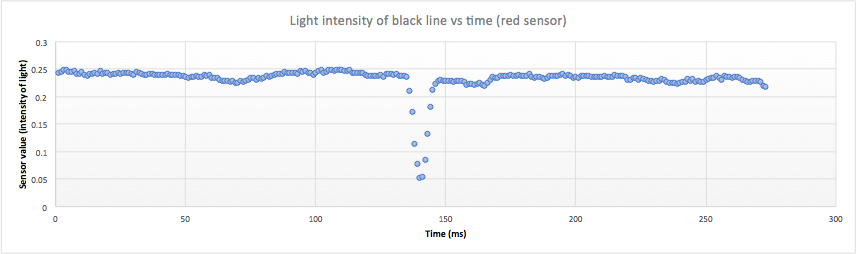 Light intensity of black line vs time (red sensor)
Sensor value (intensity of light)
0.3
0.25
0.2
0.15
0.1
0.05
0
0 50 100 150 200 250 300
Time (ms)